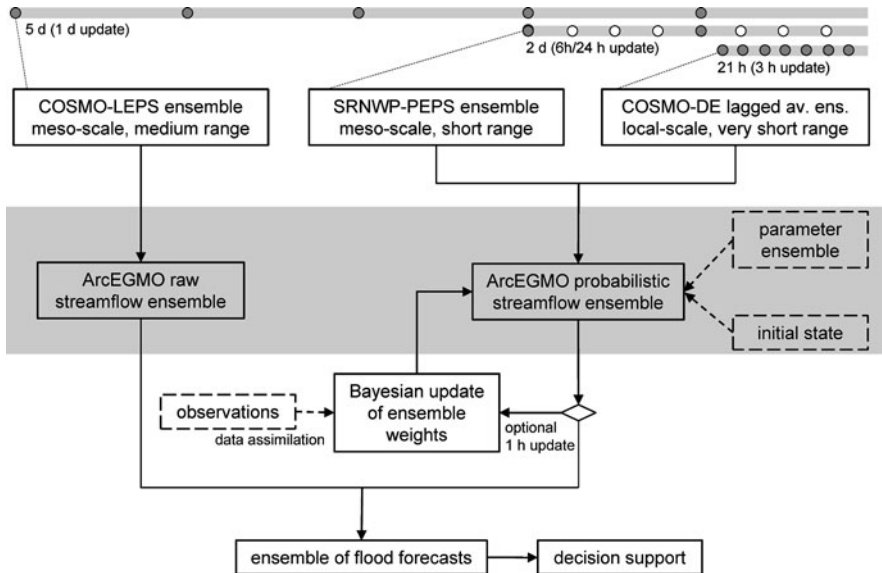 5 d (1 d update)
2 d (6h/24 h update)
21 h (3 h update)
COSMO-LEPS ensemble
meso-scale, medium range
SRNWP-PEPS ensemble
meso-scale, short range
COSMO-DE lagged av. ens.
local-scale, very short range
parameter
ensemble
ArcEGMO raw
streamflow ensemble
ArcEGMO probabilistic
streamflow ensemble
initial state
observations
data assimilation
Bayesian update
of ensemble
weights
optional
1 h update
ensemble of flood forecasts
decision support